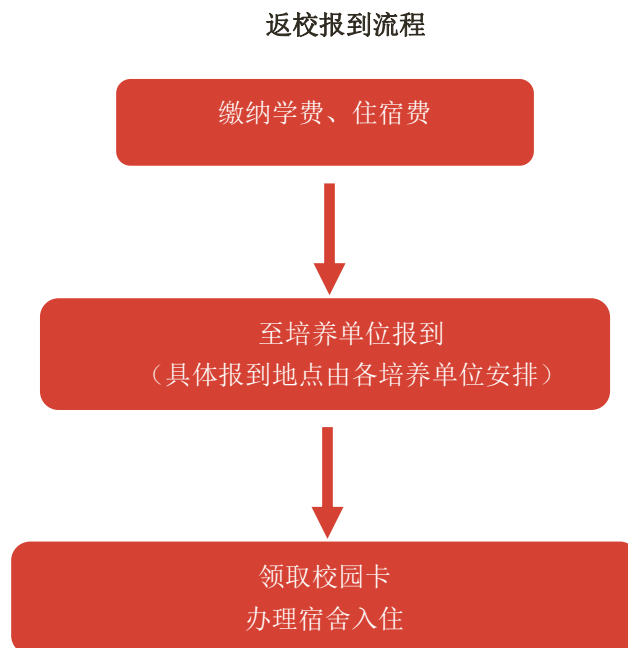 返校报到流程
缴纳学费、住宿费
至培养单位报到
（具体报到地点由各培养单位安排）
领取校园卡
办理宿舍入住